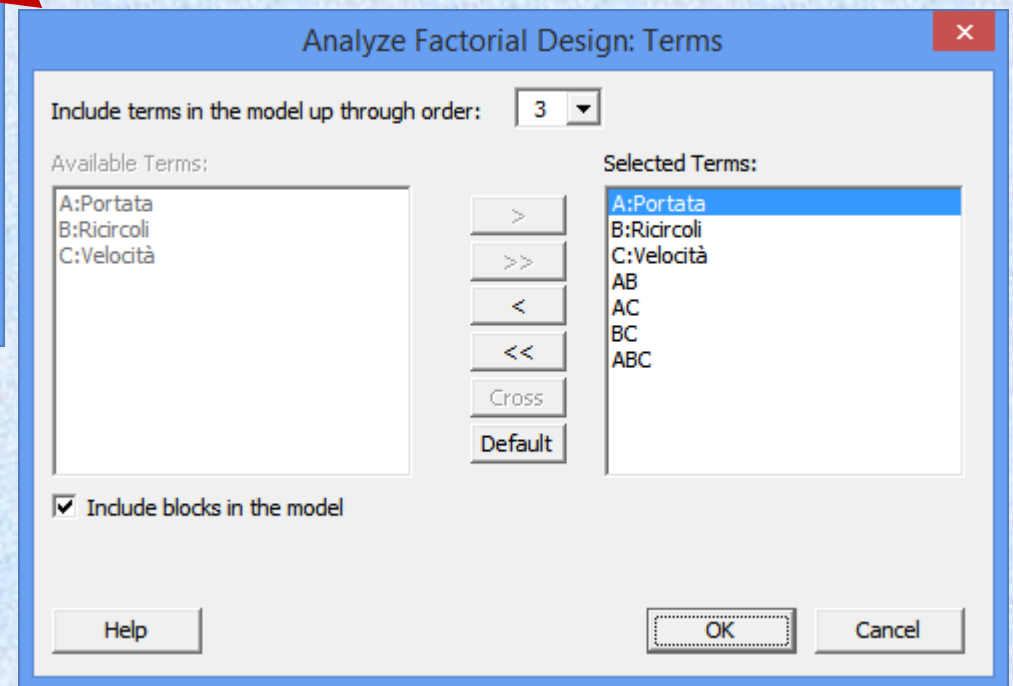 Analyze Factorial Design: Terms
Include terms in the model up through order: 3
Available Terms:
A:Portata
B:Ricircoli
C:Velocità
>
>>
<
<<
Cross
Default
Selected Terms:
A:Portata
B:Ricircoli
C:Velocità
AB
AC
BC
ABC
Include blocks in the model
Help
OK
Cancel